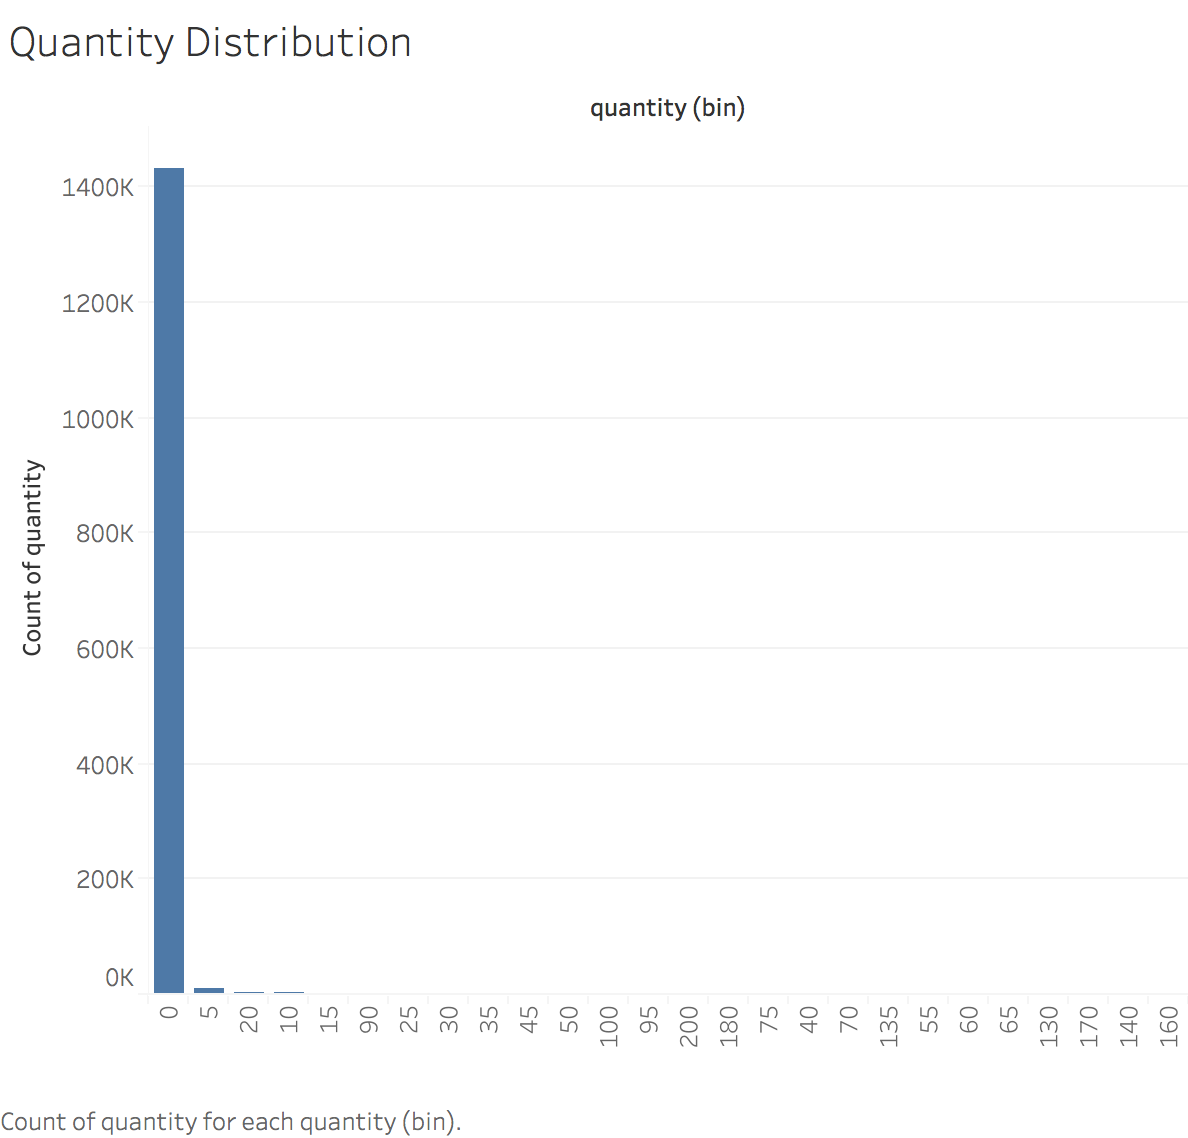 Quantity Distribution
quantity (bin)
1400K
1200K
1000K
800K
600K
400K
200K
0K
Count of quantity
0 5 20 10 15 90 25 30 35 45 50 100 95 200 180 75 40 70 135 55 60 65 130 170 140 160
Count of quantity for each quantity (bin).